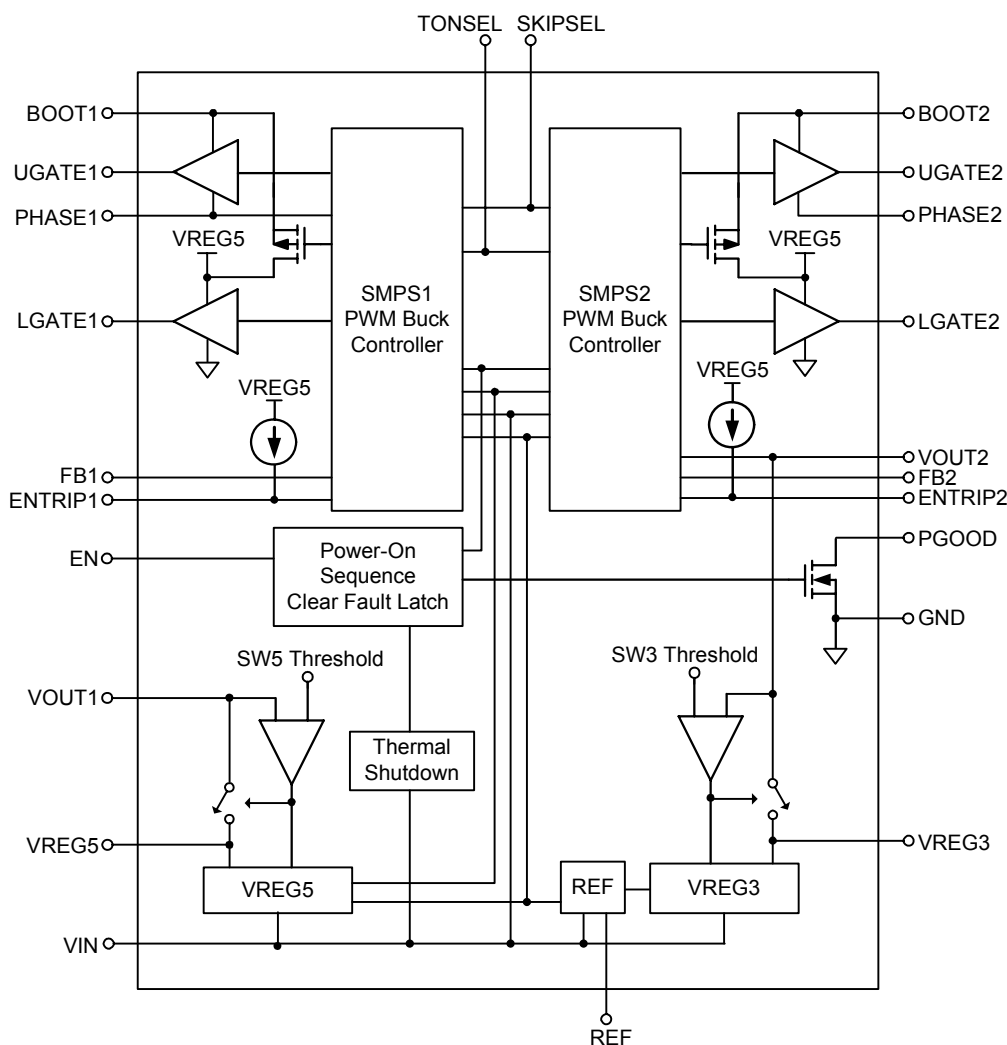 TONSEL SKIPSEL
BOOT1
BOOT2
UGATE1
UGATE2
PHASE1
PHASE2
VREG5
VREG5
SMPS1
PWM Buck
Controller
SMPS2
PWM Buck
Controller
LGATE1
LGATE2
VREG5
VREG5
VOUT2
FB1
FB2
ENTRIP1
ENTRIP2
EN
Power-On
Sequence
Clear Fault Latch
PGOOD
GND
SW5 Threshold
SW3 Threshold
VOUT1
Thermal
Shutdown
VREG5
VREG3
VREG5
REF
VREG3
VIN
REF